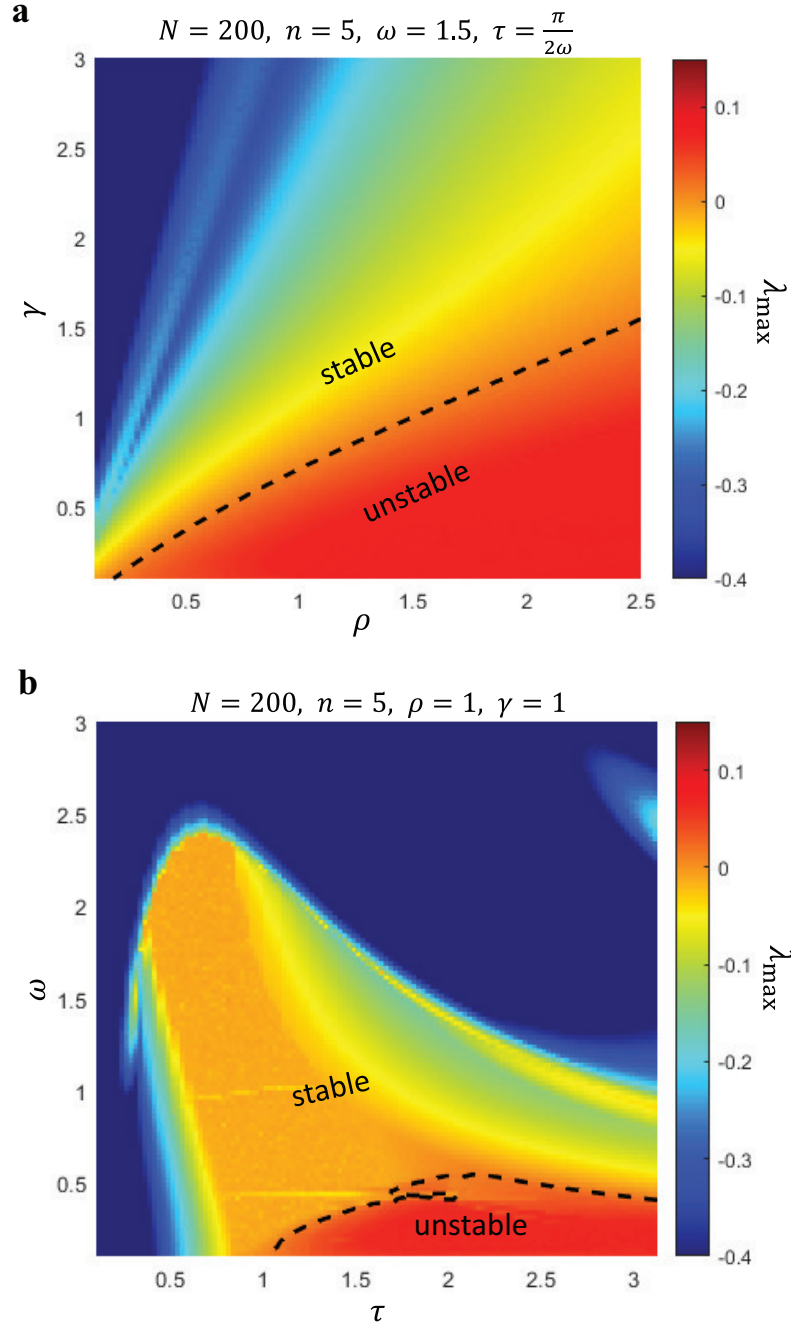 a
N = 200, n = 5, ω = 1.5, τ = π/2ω
3
2.5
2
1.5
1
0.5
γ
stable
unstable
0.5
1
1.5
2
2.5
ρ
0.1
0
-0.1
-0.2
-0.3
-0.4
λmax
b
N = 200, n = 5, ρ = 1, γ = 1
3
2.5
2
1.5
1
0.5
ω
stable
unstable
0.5
1
1.5
2
2.5
3
τ
0.1
0
-0.1
-0.2
-0.3
-0.4
λmax